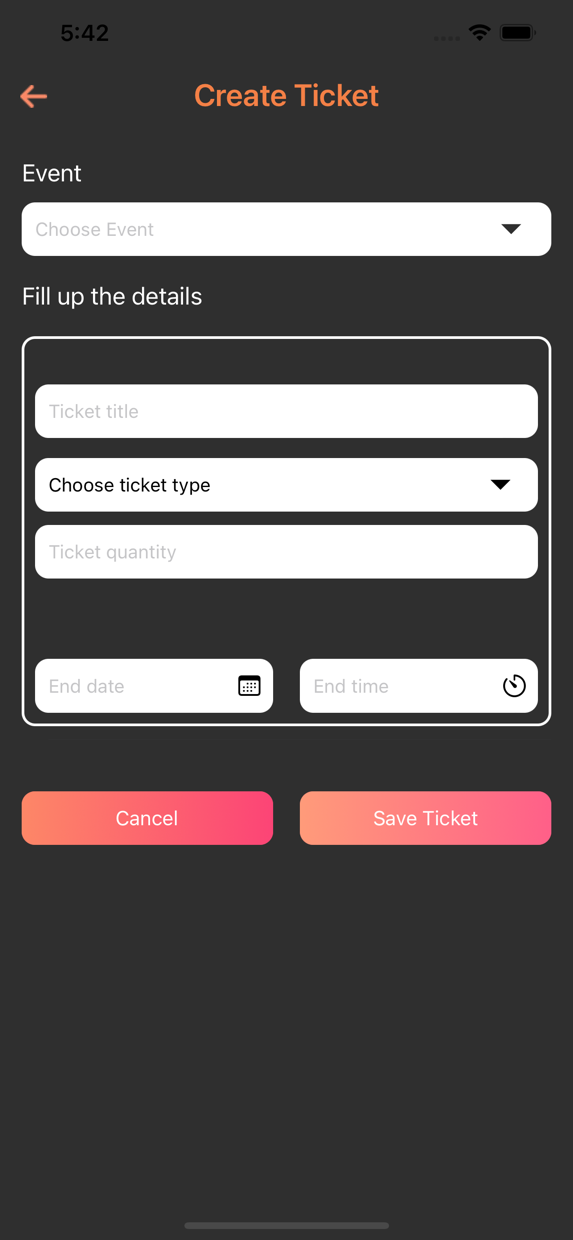 5:42
Create Ticket
Event
Choose Event
Fill up the details
Ticket title
Choose ticket type
Ticket quantity
End date End time
Cancel Save Ticket